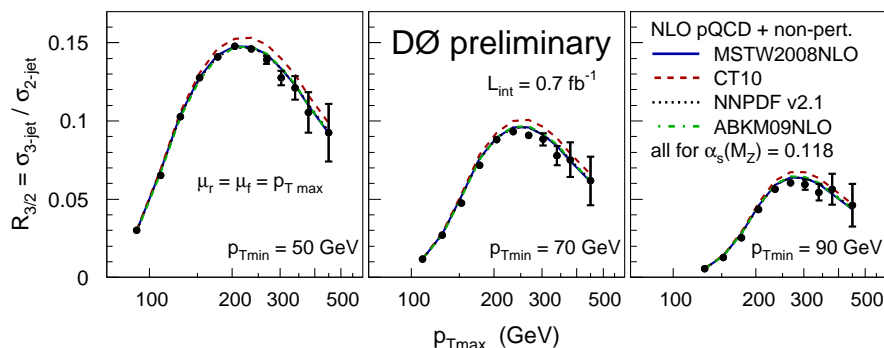 R3/2 = σ3-jet / σ2-jet
0.15
0.1
0.05
0
μr = μf = pT max
pTmin = 50 GeV
100
200
300
500
DØ preliminary
Lint = 0.7 fb⁻¹
pTmin = 70 GeV
100
200
300
500
pTmax (GeV)
NLO pQCD + non-pert.
MSTW2008NLO
CT10
NNPDF v2.1
ABKM09NLO
all for αs(MZ) = 0.118
pTmin = 90 GeV
100
200
300
500